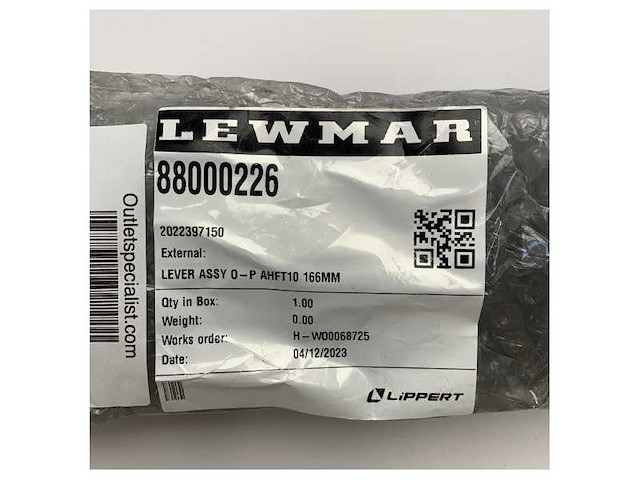 LEWMAR
88000226
2022397150
External:
LEVER ASSY O-P AHFT10 166MM
Qty in Box: 1.00
Weight: 0.00
Works order: H-WO0068725
Date: 04/12/2023
LIPPERT
Outletspecialist.com